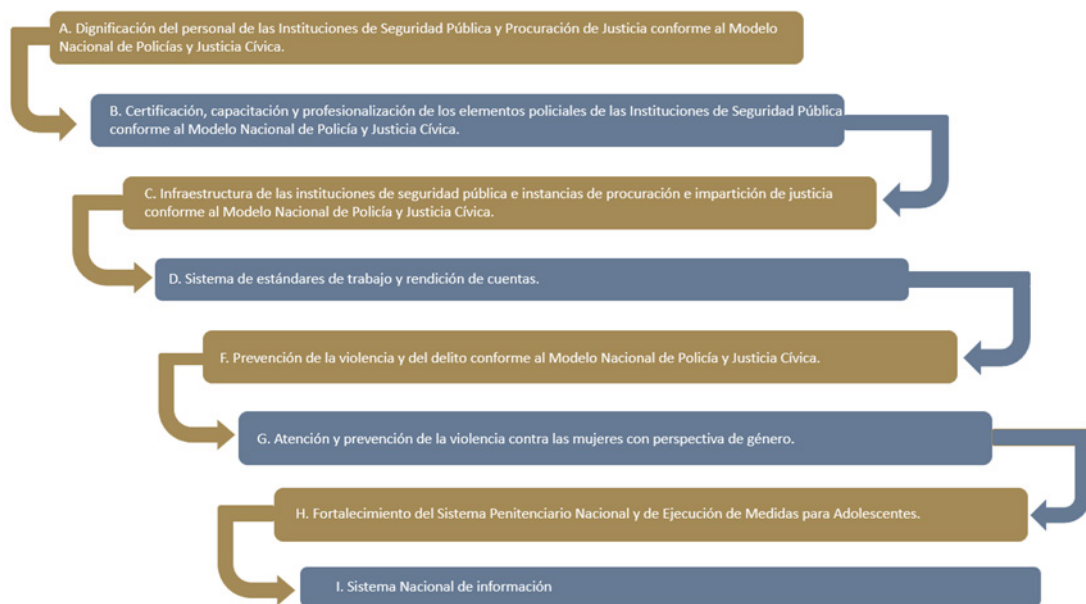 A. Dignificación del personal de las Instituciones de Seguridad Pública y Procuración de Justicia conforme al Modelo
Nacional de Policías y Justicia Cívica.
B. Certificación, capacitación y profesionalización de los elementos policiales de las Instituciones de Seguridad Pública
conforme al Modelo Nacional de Policía y Justicia Cívica.
C. Infraestructura de las instituciones de seguridad pública e instancias de procuración e impartición de justicia
conforme al Modelo Nacional de Policía y Justicia Cívica.
D. Sistema de estándares de trabajo y rendición de cuentas.
F. Prevención de la violencia y del delito conforme al Modelo Nacional de Policía y Justicia Cívica.
G. Atención y prevención de la violencia contra las mujeres con perspectiva de género.
H. Fortalecimiento del Sistema Penitenciario Nacional y de Ejecución de Medidas para Adolescentes.
I. Sistema Nacional de información